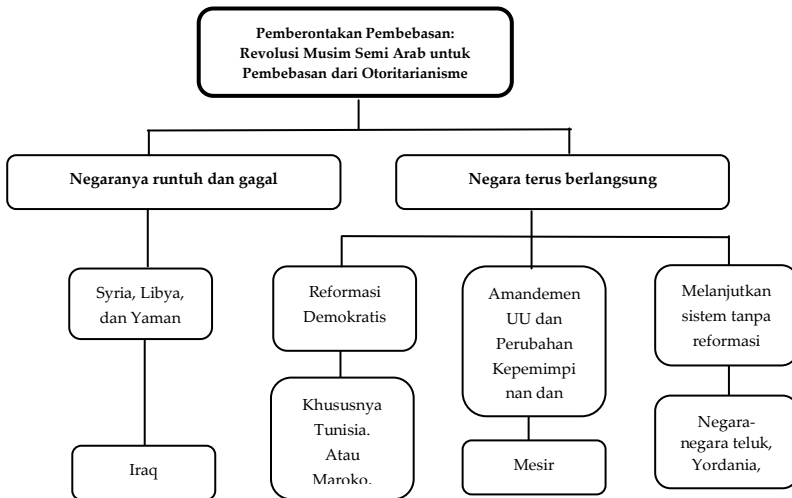 Pemberontakan Pembebasan:
Revolusi Musim Semi Arab untuk
Pembebasan dari Otoritarianisme
Negaranya runtuh dan gagal
Negara terus berlangsung
Syria, Libya,
dan Yaman
Reformasi
Demokratis
Amandemen
UU dan
Perubahan
Kepemimpi
nan dan
Melanjutkan
sistem tanpa
reformasi
Iraq
Khususnya
Tunisia.
Atau
Maroko.
Mesir
Negara-
negara teluk,
Yordania,